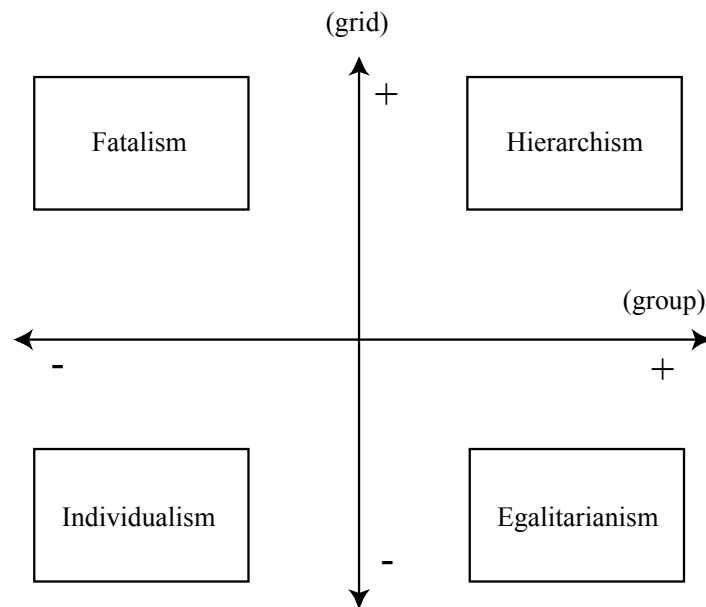 (grid)
+
Fatalism
Hierarchism
(group)
-
+
Individualism
Egalitarianism
-